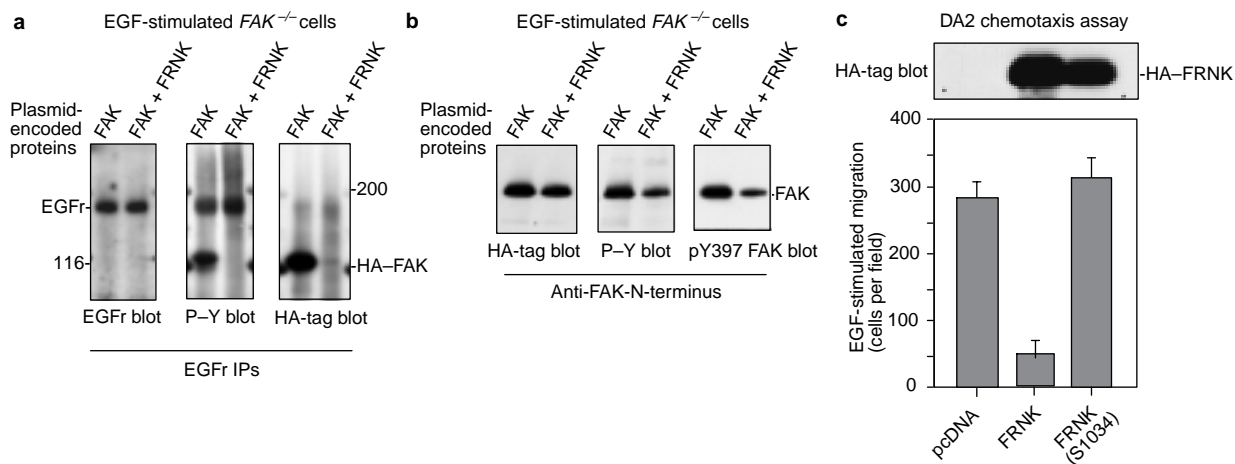 a
EGF-stimulated FAK −/− cells
Plasmid-
encoded
proteins
FAK
FAK + FRNK
FAK
FAK + FRNK
FAK
FAK + FRNK
EGFr-
116-
-200
-HA–FAK
EGFr blot
P–Y blot
HA-tag blot
EGFr IPs
b
EGF-stimulated FAK −/− cells
Plasmid-
encoded
proteins
FAK
FAK + FRNK
FAK
FAK + FRNK
FAK
FAK + FRNK
·FAK
HA-tag blot
P–Y blot
pY397 FAK blot
Anti-FAK-N-terminus
c
DA2 chemotaxis assay
HA-tag blot
-HA–FRNK
EGF-stimulated migration
(cells per field)
400
300
200
300
0
pcDNA
FRNK
FRNK
(S1034)